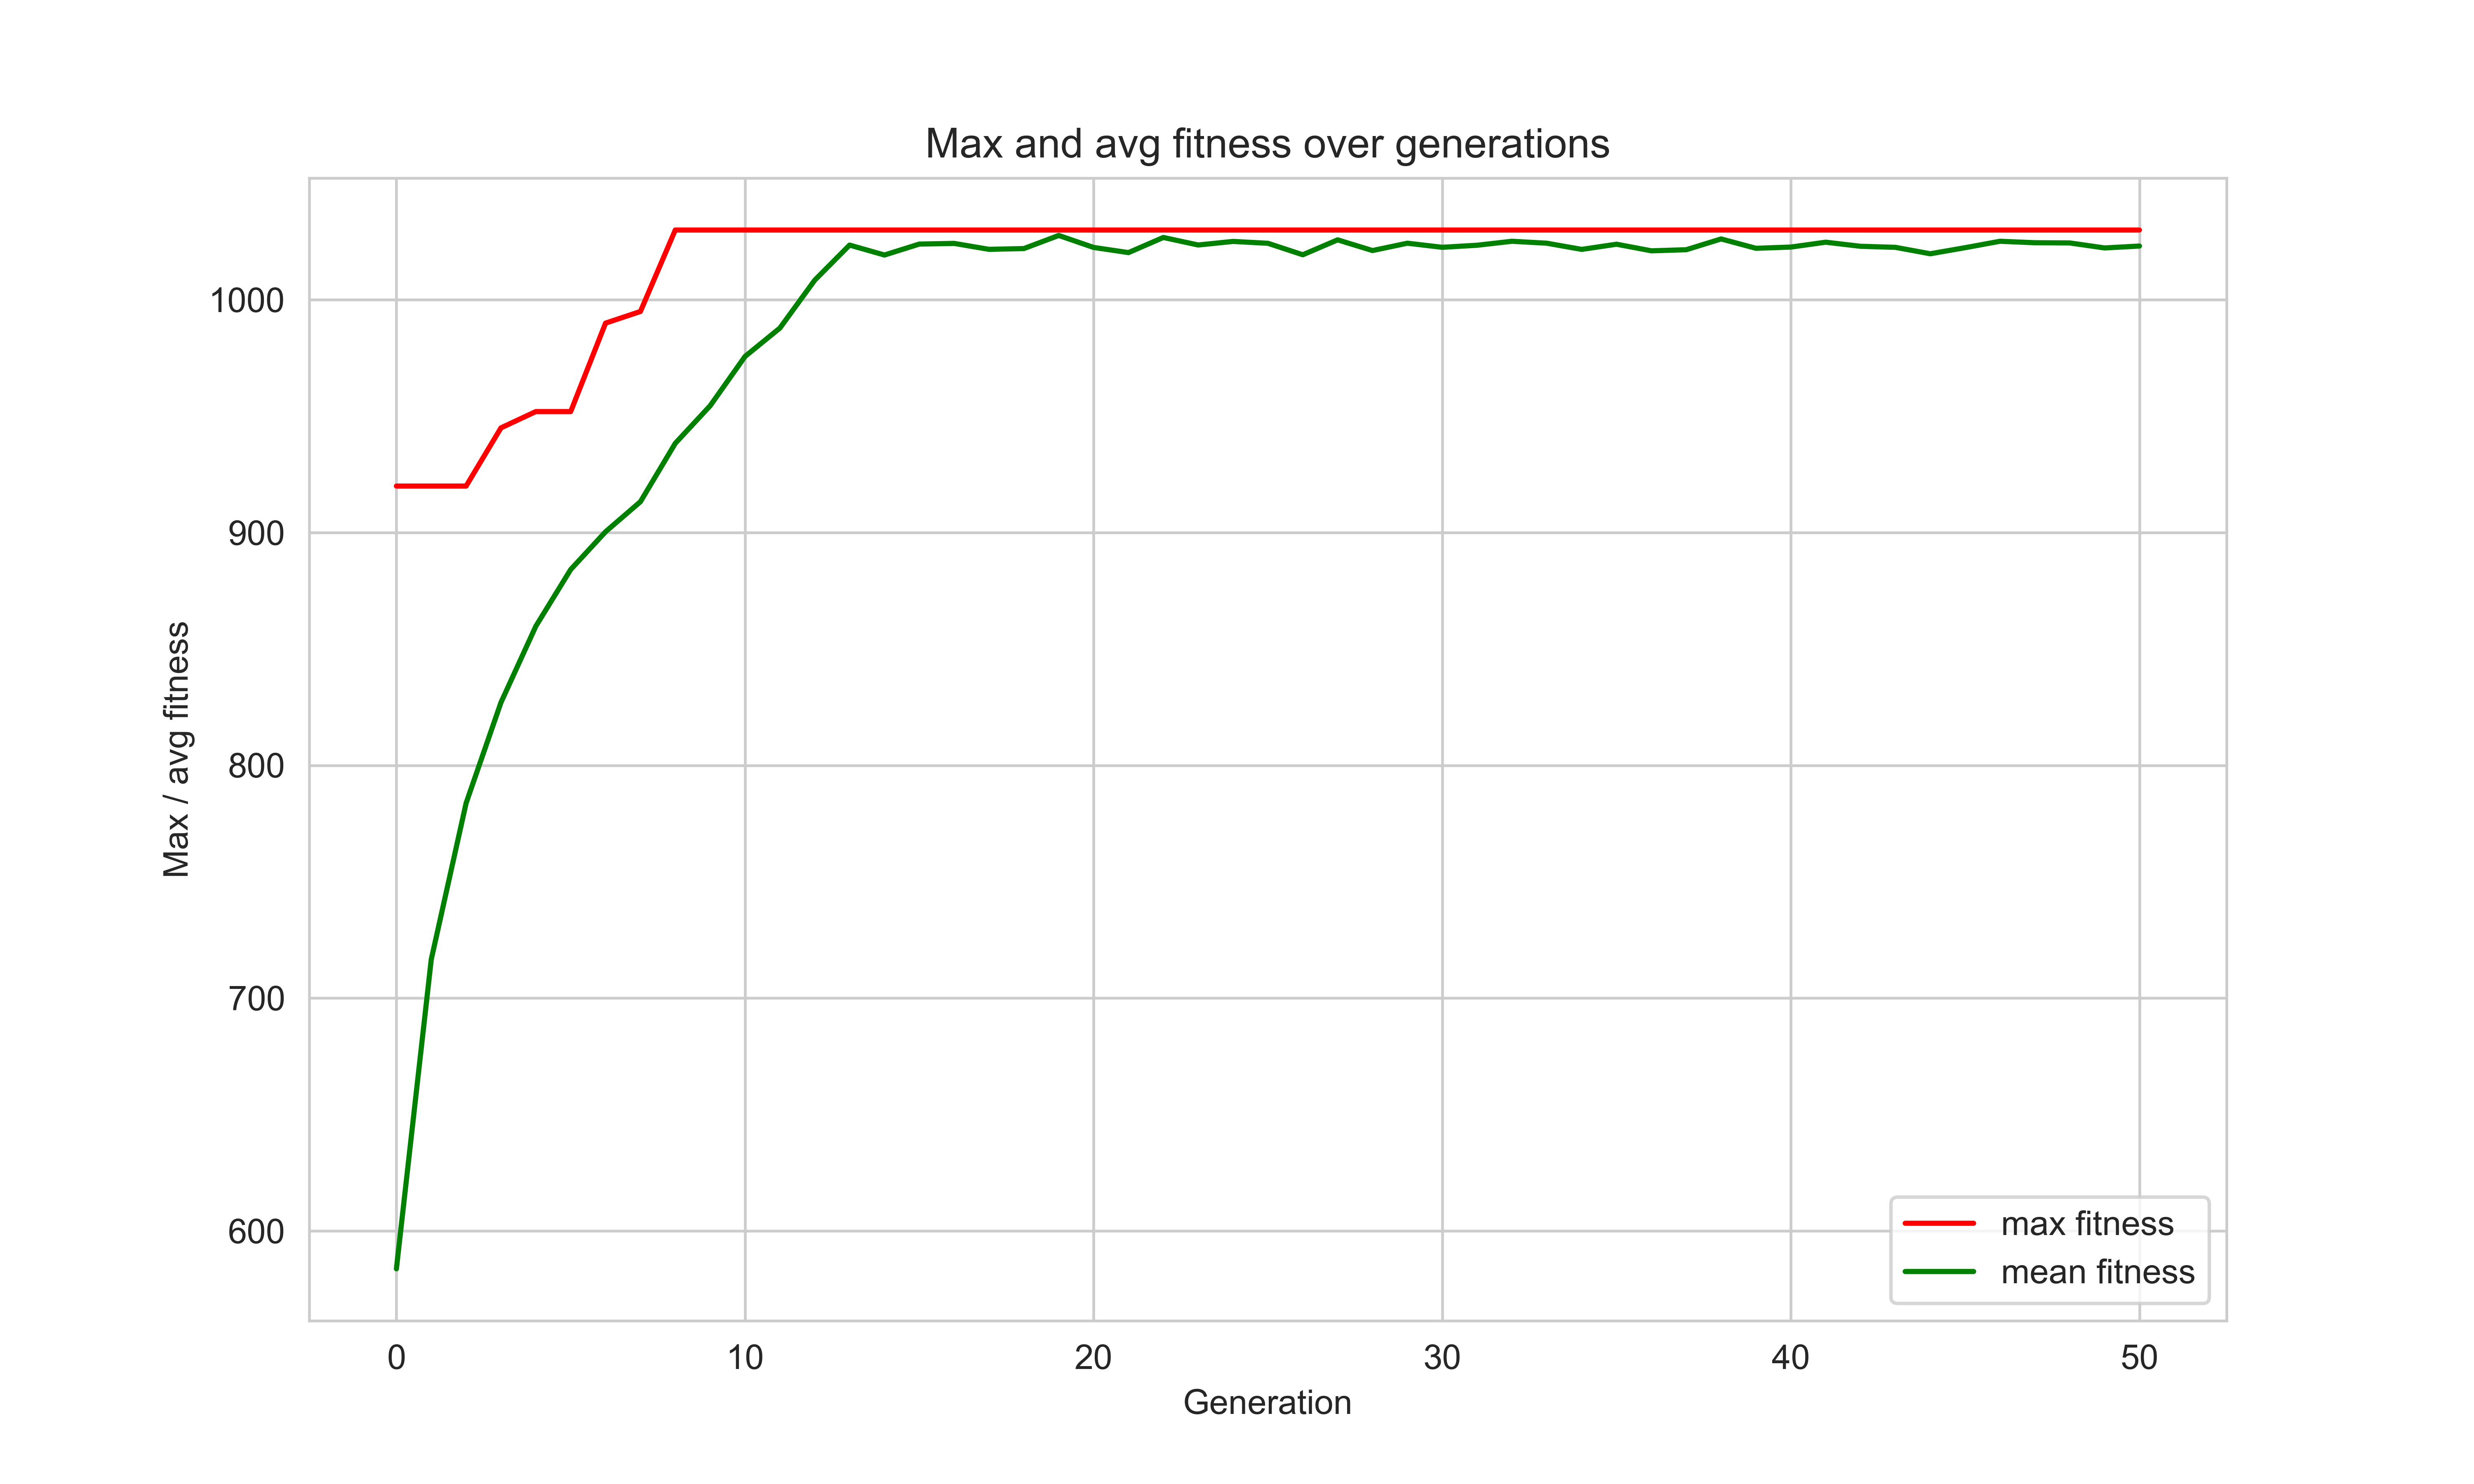 Max and avg fitness over generations
Max / avg fitness
1000
900
800
700
600
0 10 20 30 40 50
Generation
max fitness
mean fitness